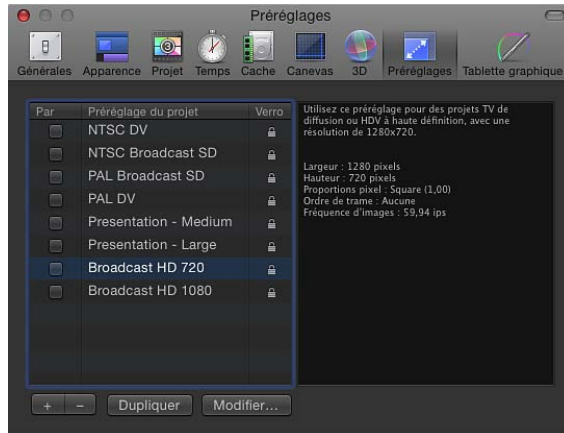 Préréglages
Générales Apparence Projet Temps Cache Canevas 3D Préréglages Tablette graphique
Par Préréglage du projet Verro
NTSC DV
NTSC Broadcast SD
PAL Broadcast SD
PAL DV
Presentation - Medium
Presentation - Large
Broadcast HD 720
Broadcast HD 1080
Utilisez ce préréglage pour des projets TV de
diffusion ou HDV à haute définition, avec une
résolution de 1280x720.
Largeur : 1280 pixels
Hauteur : 720 pixels
Proportions pixel : Square (1,00)
Ordre de trame : Aucune
Fréquence d'images : 59,94 ips
+ - Dupliquer Modifier...